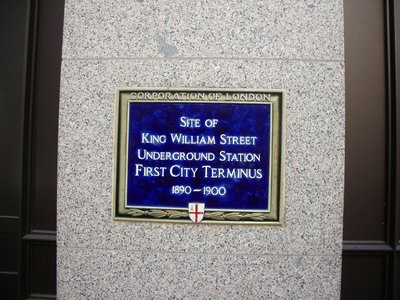 CORPORATION OF LONDON
SITE OF
KING WILLIAM STREET
UNDERGROUND STATION
FIRST CITY TERMINUS
1890-1900